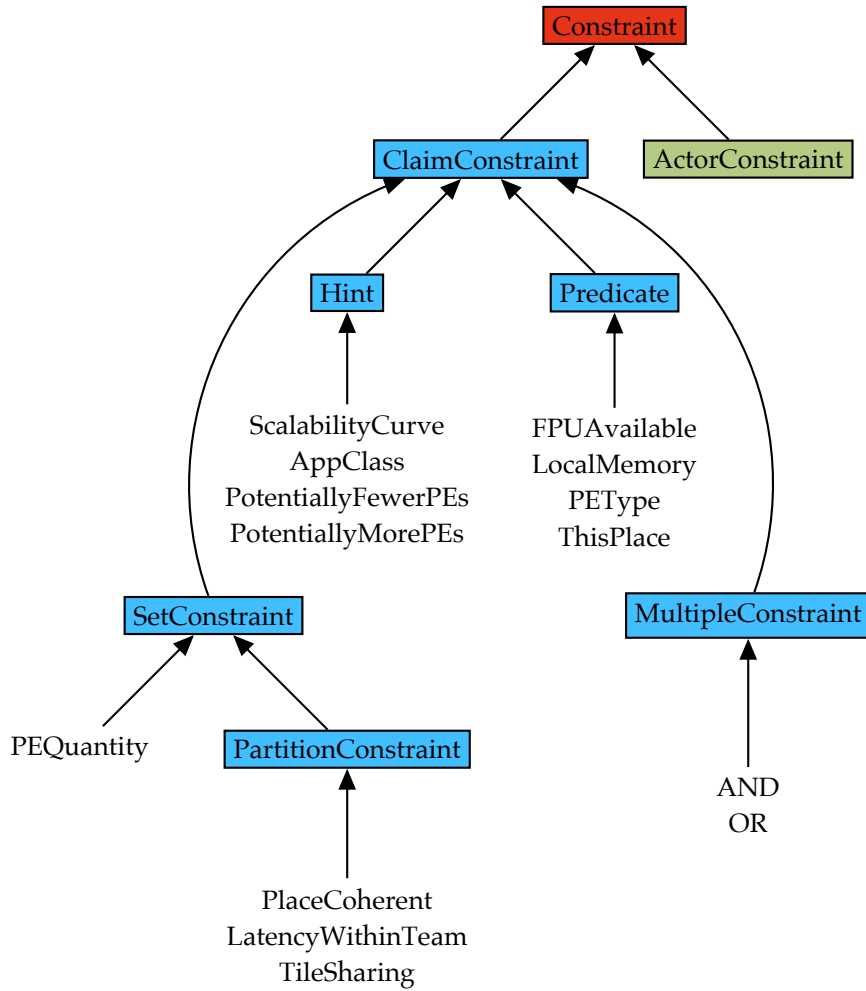 Constraint
ClaimConstraint
ActorConstraint
Hint
Predicate
ScalabilityCurve
AppClass
PotentiallyFewerPEs
PotentiallyMorePEs
FPUAvailable
LocalMemory
PEType
ThisPlace
SetConstraint
MultipleConstraint
PEQuantity
PartitionConstraint
AND
OR
PlaceCoherent
LatencyWithinTeam
TileSharing